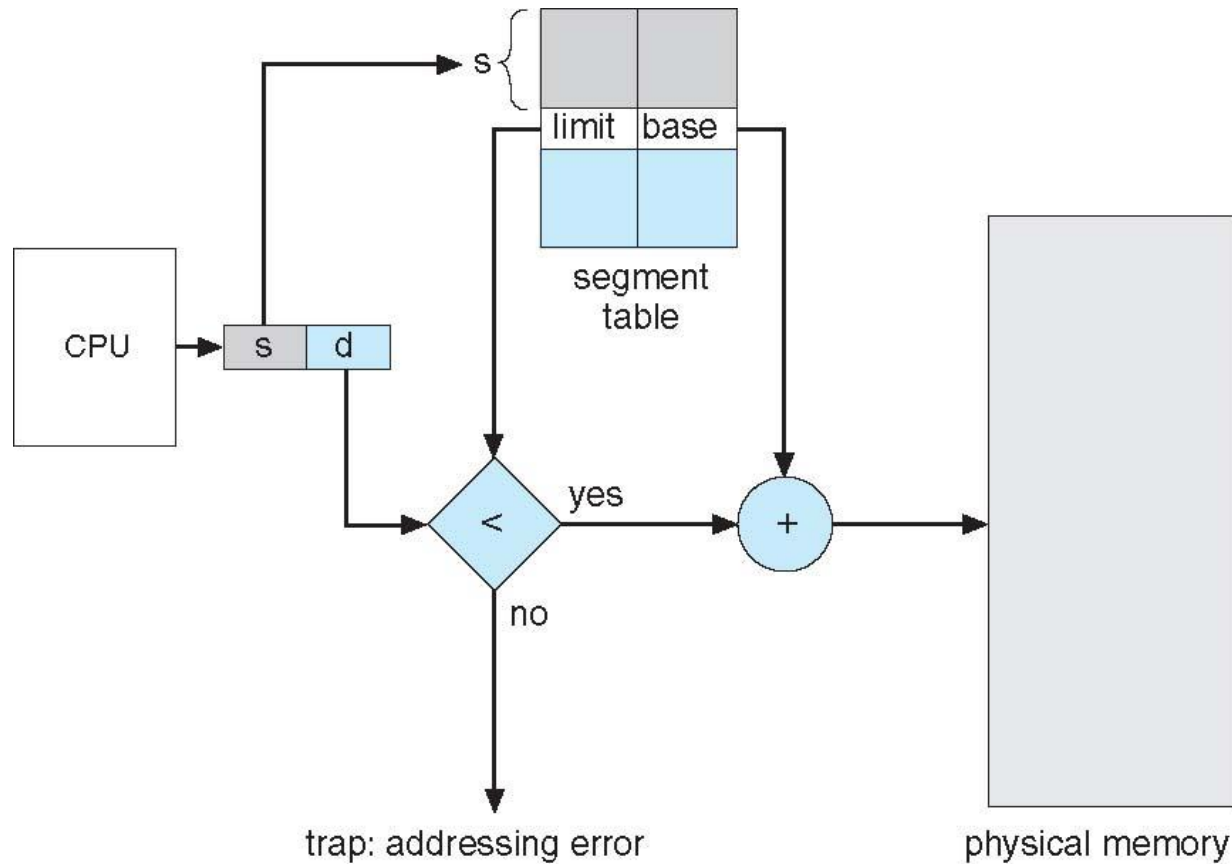 s
limit base
segment
table
CPU
s d
<
yes
+
no
trap: addressing error
physical memory